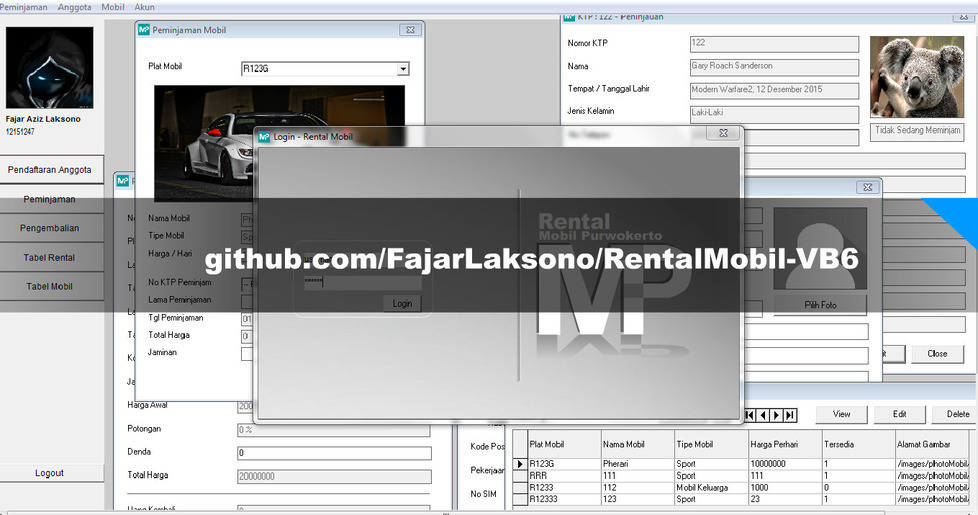 Peminjaman Anggota Mobil Akun
Fajar Aziz Laksono
12151247
Pendaftaran Anggota
Peminjaman
Pengembalian
Tabel Rental
Tabel Mobil
Logout
Peminjaman Mobil
Plat Mobil R123G
Nama Mobil
Tipe Mobil
Harga / Hari
No KTP Peminjam
Lama Peminjaman
Tgl Peminjaman 01
Total Harga 0
Jaminan
Harga Awal
Potongan 0 %
Denda 0
Total Harga 20000000
KTP : 122 - Peninjauan
Nomor KTP 122
Nama Gary Roach Sanderson
Tempat / Tanggal Lahir Modern Warfare2, 12 Desember 2015
Jenis Kelamin Laki-Laki
Tidak Sedang Meminjam
Login - Rental Mobil
******
Login
Rental
Mobil Purwokerto
MP
github.com/FajarLaksono/RentalMobil-VB6
Pilih Foto
Close
View Edit Delete
Kode Pos
Pekerjaan
No SIM
Plat Mobil Nama Mobil Tipe Mobil Harga Perhari Tersedia Alamat Gambar
R123G Pherari Sport 10000000 1 /images/photoMobil/
RRR 111 Sport 111 1 /images/photoMobil/
R1233 112 Mobil Keluarga 1000 0 /images/photoMobil/
R12333 123 Sport 23 1 /images/photoMobil/